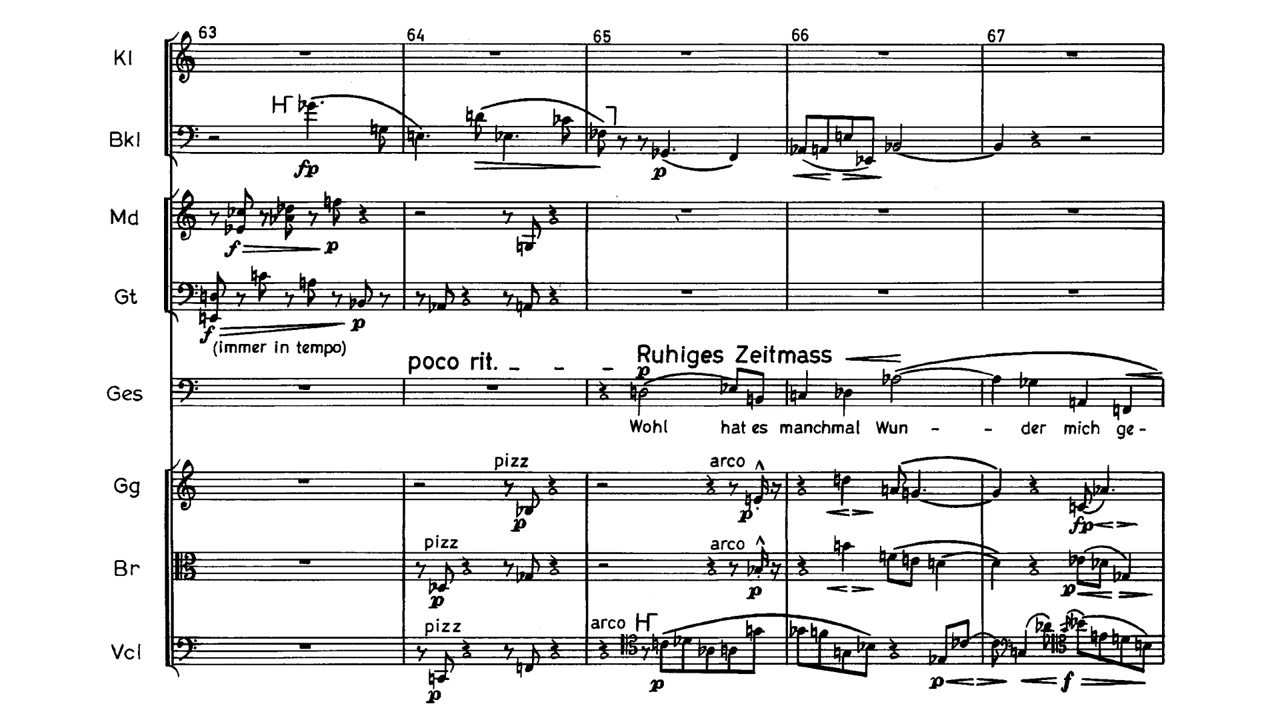 63 64 65 66 67
Kl
H
Bkl
fp p
Md
f p
Gt
f p
(immer in tempo)
poco rit. _ _ _ Ruhiges Zeitmass
p
Ges
Wohl hat es manchmal Wun - - der mich ge-
pizz arco
Gg
p p fp
pizz arco
Br
p p p
pizz arco H
Vcl
p p p f